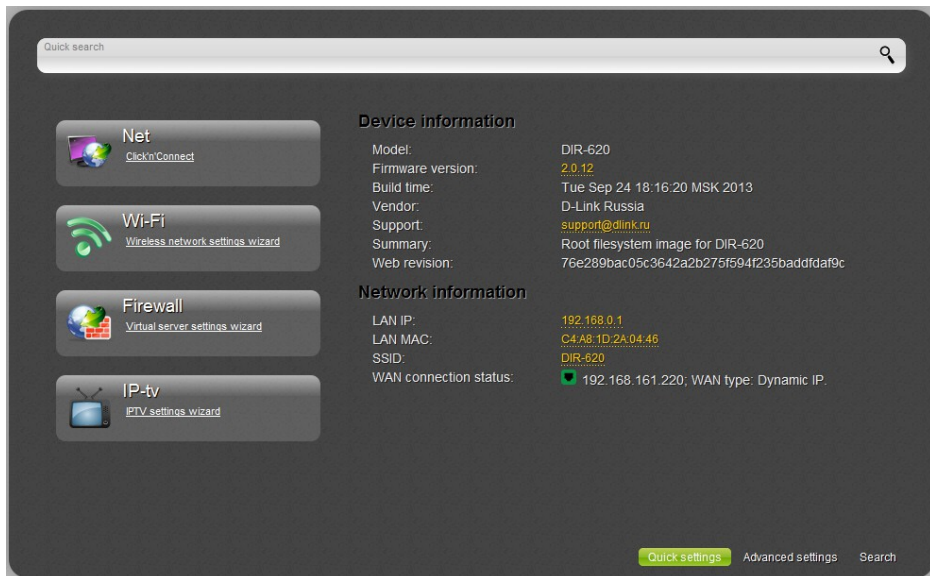 Quick search
Net
Click'n'Connect
Wi-Fi
Wireless network settings wizard
Firewall
Virtual server settings wizard
IP-tv
IPTV settings wizard
Device information
Model: DIR-620
Firmware version: 2.0.12
Build time: Tue Sep 24 18:16:20 MSK 2013
Vendor: D-Link Russia
Support: support@dlink.ru
Summary: Root filesystem image for DIR-620
Web revision: 76e289bac05c3642a2b275f594f235baddfdaf9c
Network information
LAN IP: 192.168.0.1
LAN MAC: C4:A8:1D:2A:04:46
SSID: DIR-620
WAN connection status: 192.168.161.220; WAN type: Dynamic IP.
Quick settings Advanced settings Search